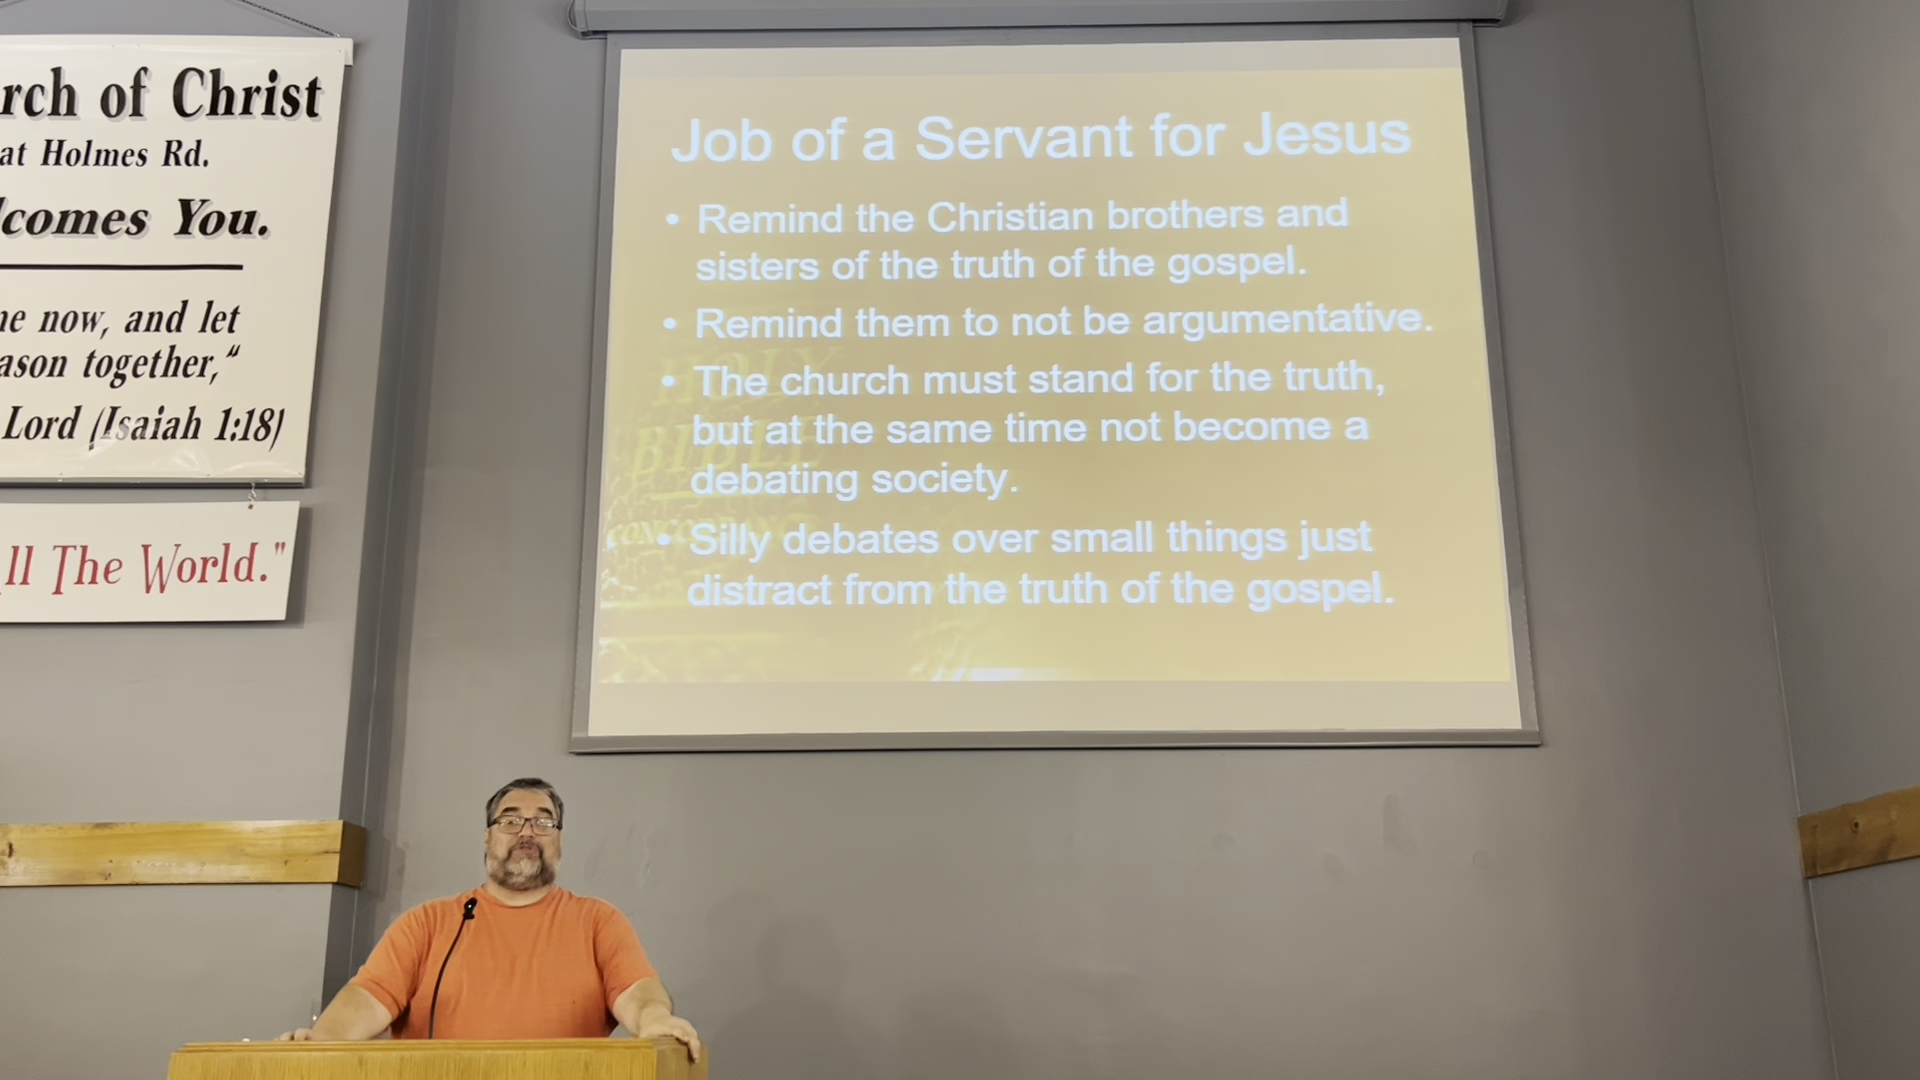 rch of Christ
at Holmes Rd.
lcomes You.
ne now, and let
ason together,“
Lord (Isaiah 1:18)
ll The World."
Job of a Servant for Jesus
• Remind the Christian brothers and
sisters of the truth of the gospel.
• Remind them to not be argumentative.
• The church must stand for the truth,
but at the same time not become a
debating society.
• Silly debates over small things just
distract from the truth of the gospel.
HOLY
BIBLE